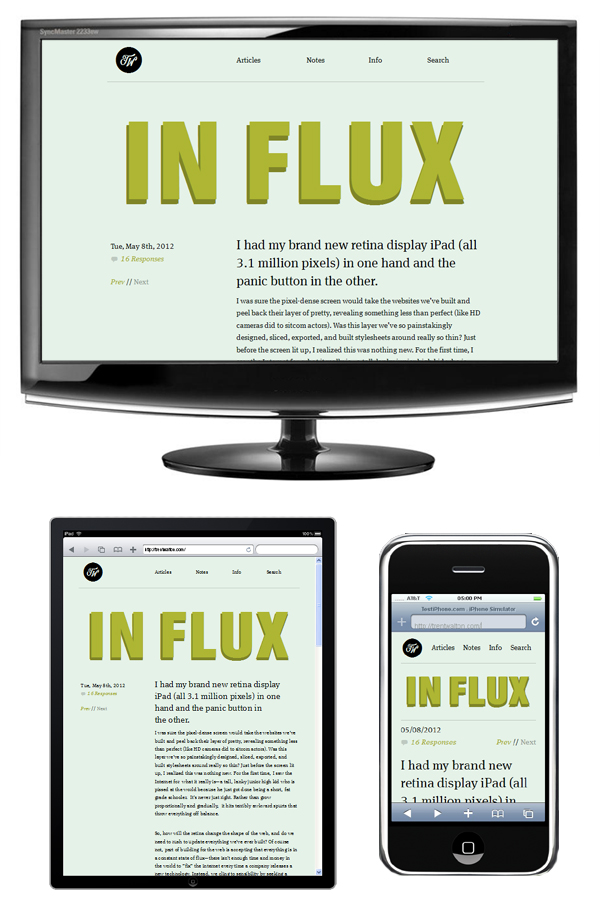 SyncMaster 2233sw
TW
Articles Notes Info Search
IN FLUX
Tue, May 8th, 2012
16 Responses
Prev // Next
I had my brand new retina display iPad (all
3.1 million pixels) in one hand and the
panic button in the other.
I was sure the pixel-dense screen would take the websites we've built and
peel back their layer of pretty, revealing something less than perfect (like HD
cameras did to sitcom actors). Was this layer we've so painstakingly
designed, sliced, exported, and built stylesheets around really so thin? Just
before the screen lit up, I realized this was nothing new. For the first time, I
iPad 100%
http://trentwalton.com/
TW
Articles Notes Info Search
IN FLUX
Tue, May 8th, 2012
16 Responses
Prev // Next
I had my brand new retina display
iPad (all 3.1 million pixels) in one
hand and the panic button in
the other.
I was sure the pixel-dense screen would take the websites we've
built and peel back their layer of pretty, revealing something less
than perfect (like HD cameras did to sitcom actors). Was this
layer we've so painstakingly designed, sliced, exported, and
built stylesheets around really so thin? Just before the screen lit
up, I realized this was nothing new. For the first time, I saw the
Internet for what it really is—a tall, lanky junior high kid who is
pissed at the world because he just got done being a short, fat
grade schooler. It's never just right. Rather than grow
proportionally and gradually, it hits terribly awkward spurts that
throw everything off balance.
So, how will the retina change the shape of the web, and do we
need to rush to update everything we've ever built? Of course
not, part of building for the web is accepting that everything is in
a constant state of flux—there isn't enough time and money in
the world to "fix" the internet every time a company releases a
new technology. Instead, we cling to sensibility by seeking a
AT&T 05:00 PM
TestiPhone.com - iPhone Simulator
http://trentwalton.com/
TW
Articles Notes Info Search
IN FLUX
05/08/2012
16 Responses Prev // Next
I had my brand new
retina display iPad (all
3.1 million pixels) in one